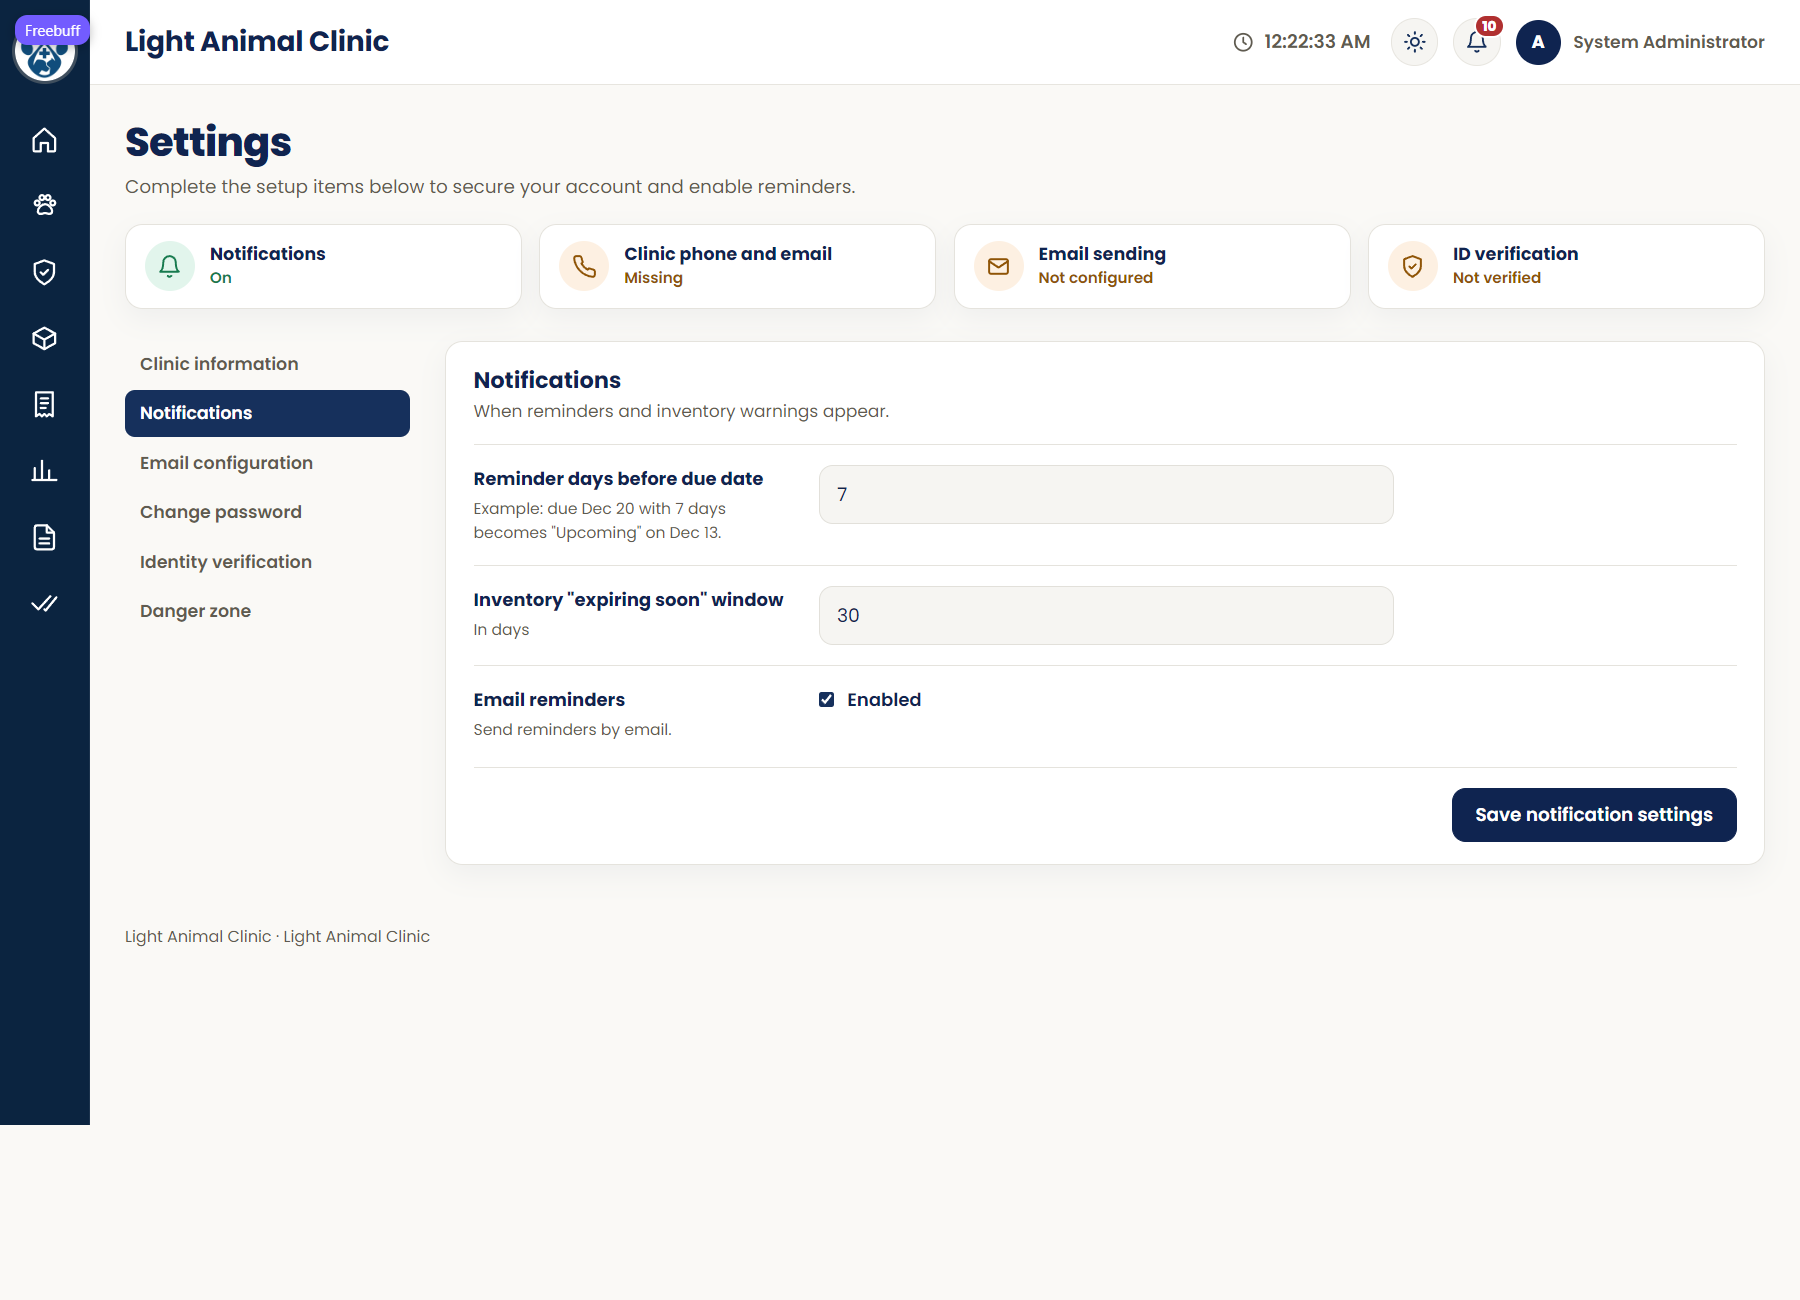 Freebuff
Light Animal Clinic
12:22:33 AM
10
A
System Administrator
Settings
Complete the setup items below to secure your account and enable reminders.
Notifications
On
Clinic phone and email
Missing
Email sending
Not configured
ID verification
Not verified
Clinic information
Notifications
Email configuration
Change password
Identity verification
Danger zone
Notifications
When reminders and inventory warnings appear.
Reminder days before due date
Example: due Dec 20 with 7 days
becomes "Upcoming" on Dec 13.
7
Inventory "expiring soon" window
In days
30
Email reminders
Send reminders by email.
Enabled
Save notification settings
Light Animal Clinic · Light Animal Clinic